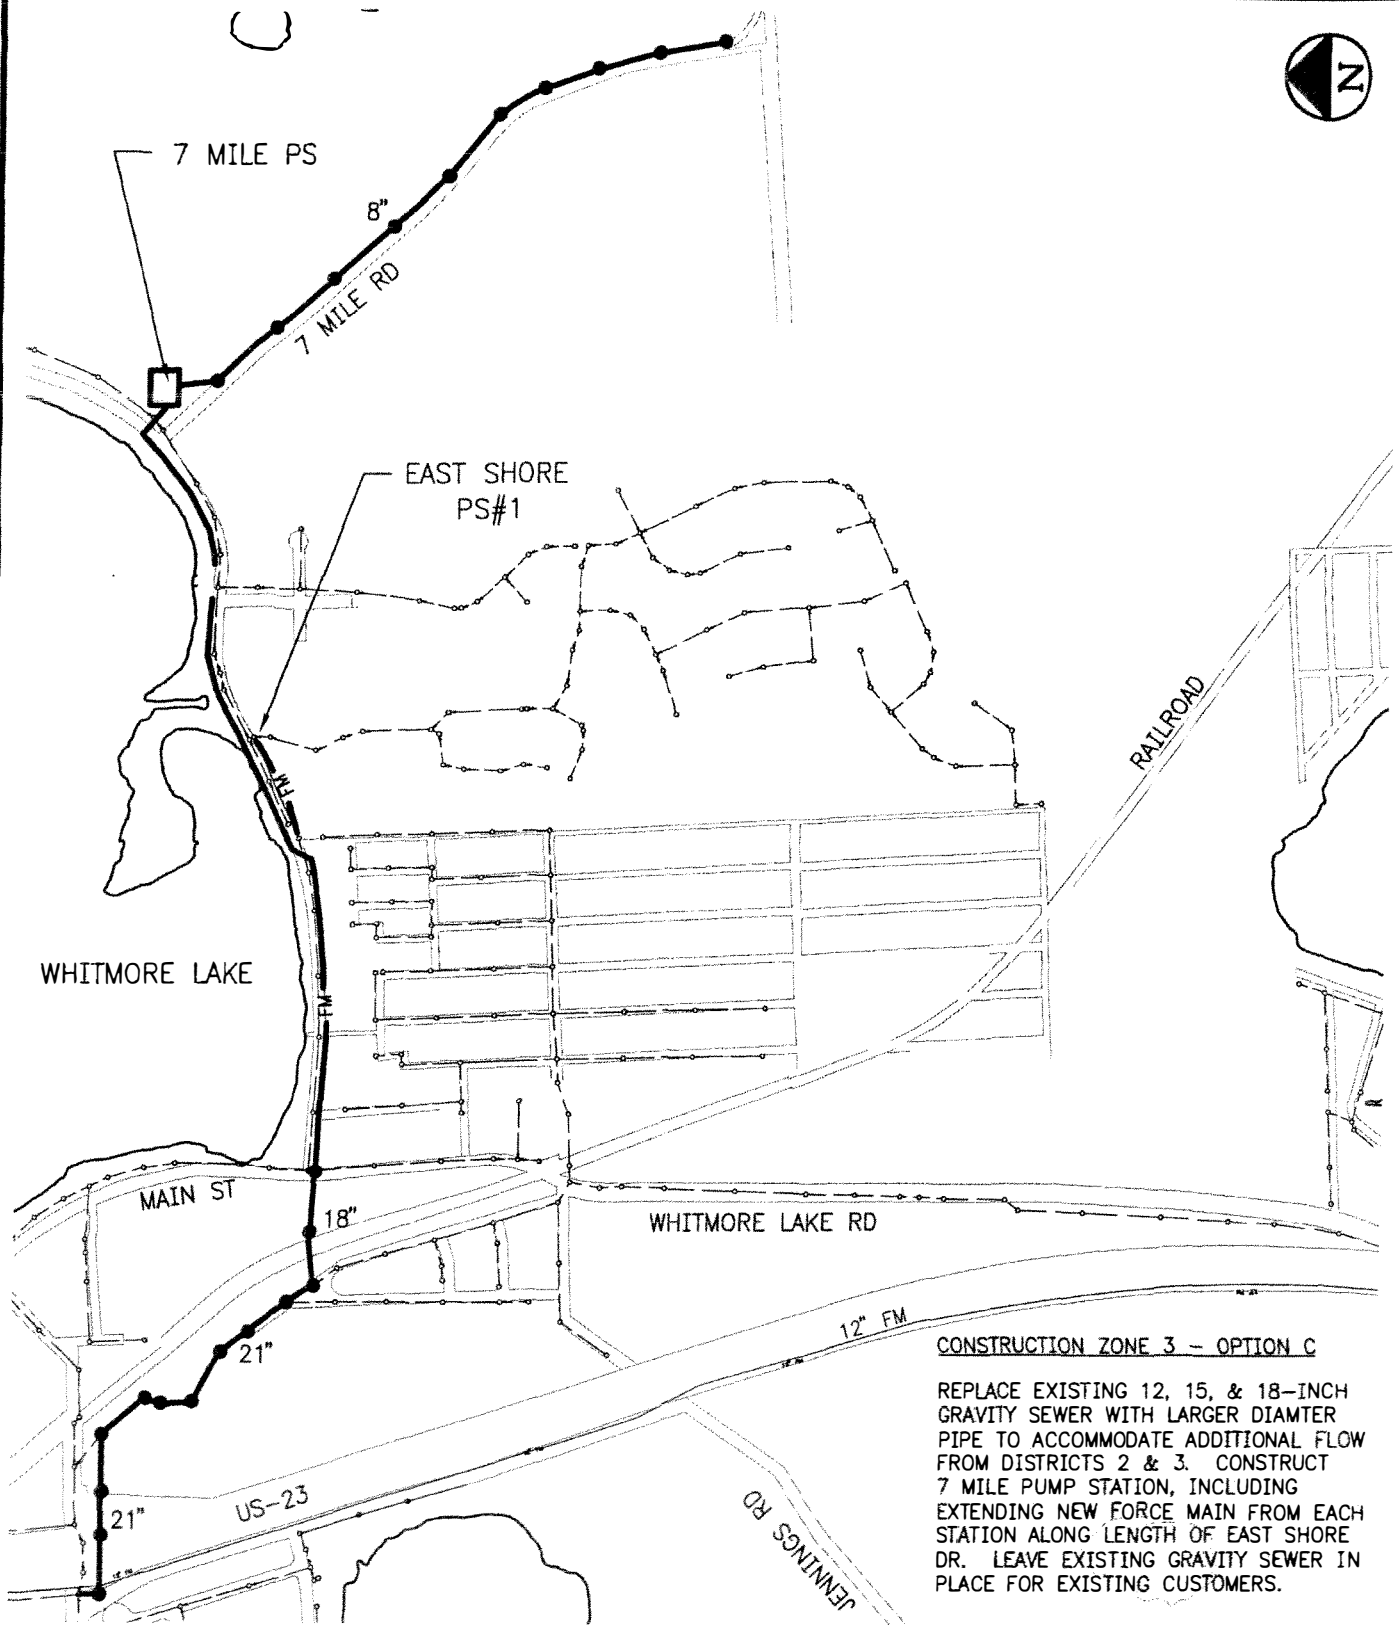 N
7 MILE PS
8"
7 MILE RD
EAST SHORE
PS#1
FM
RAILROAD
WHITMORE LAKE
FM
MAIN ST
18"
WHITMORE LAKE RD
21"
12" FM
US-23
21"
JENNINGS RD
R
CONSTRUCTION ZONE 3 – OPTION C
REPLACE EXISTING 12, 15, & 18–INCH
GRAVITY SEWER WITH LARGER DIAMTER
PIPE TO ACCOMMODATE ADDITIONAL FLOW
FROM DISTRICTS 2 & 3. CONSTRUCT
7 MILE PUMP STATION, INCLUDING
EXTENDING NEW FORCE MAIN FROM EACH
STATION ALONG LENGTH OF EAST SHORE
DR. LEAVE EXISTING GRAVITY SEWER IN
PLACE FOR EXISTING CUSTOMERS.